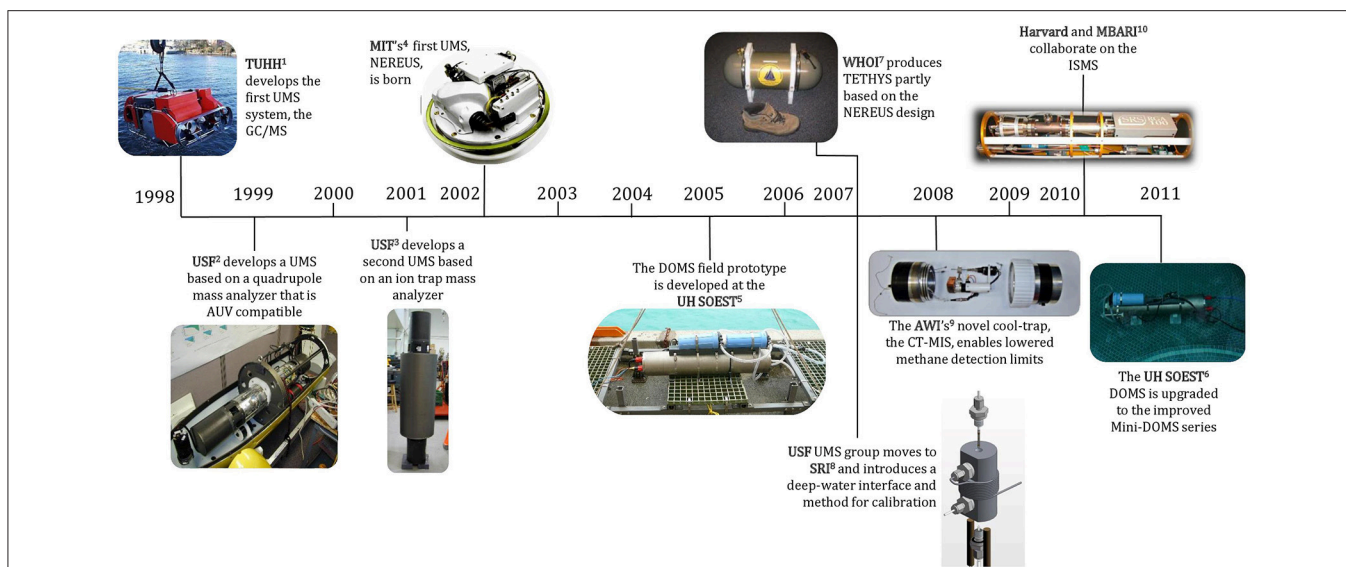 TUHH¹
develops the
first UMS
system, the
GC/MS
MIT's⁴ first UMS,
NEREUS,
is born
WHOI⁷ produces
TETHYS partly
based on the
NEREUS design
Harvard and MBARI¹⁰
collaborate on the
ISMS
SRS RGA
100
1998
1999
2000
2001
2002
2003
2004
2005
2006
2007
2008
2009
2010
2011
USF² develops a UMS
based on a quadrupole
mass analyzer that is
AUV compatible
USF³ develops a
second UMS based
on an ion trap mass
analyzer
The DOMS field prototype
is developed at the
UH SOEST⁵
USF UMS group moves to
SRI⁸ and introduces a
deep-water interface and
method for calibration
The AWI's⁹ novel cool-trap,
the CT-MIS, enables lowered
methane detection limits
The UH SOEST⁶
DOMS is upgraded
to the improved
Mini-DOMS series